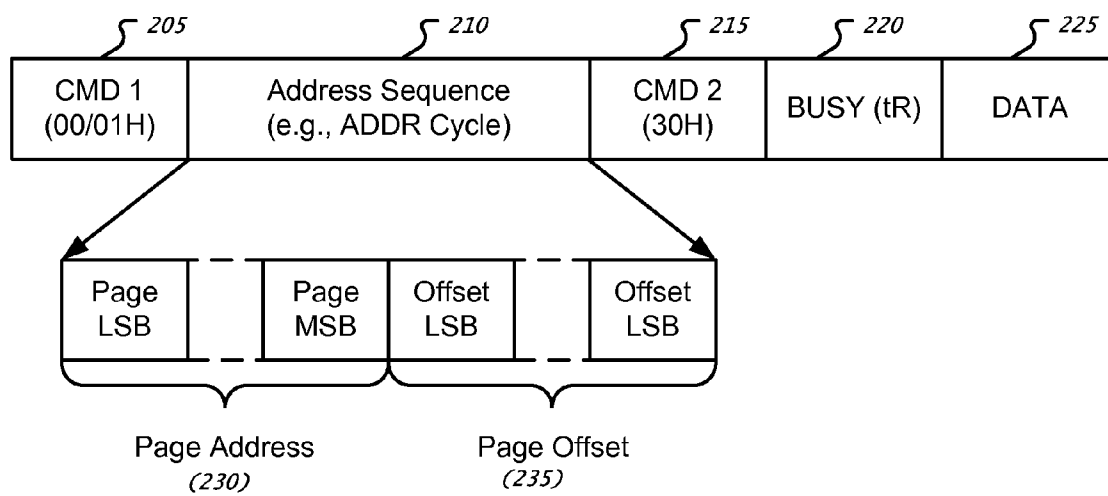 205
210
215
220
225
CMD 1
(00/01H)
Address Sequence
(e.g., ADDR Cycle)
CMD 2
(30H)
BUSY (tR)
DATA
Page
LSB
Page
MSB
Offset
LSB
Offset
LSB
Page Address
(230)
Page Offset
(235)